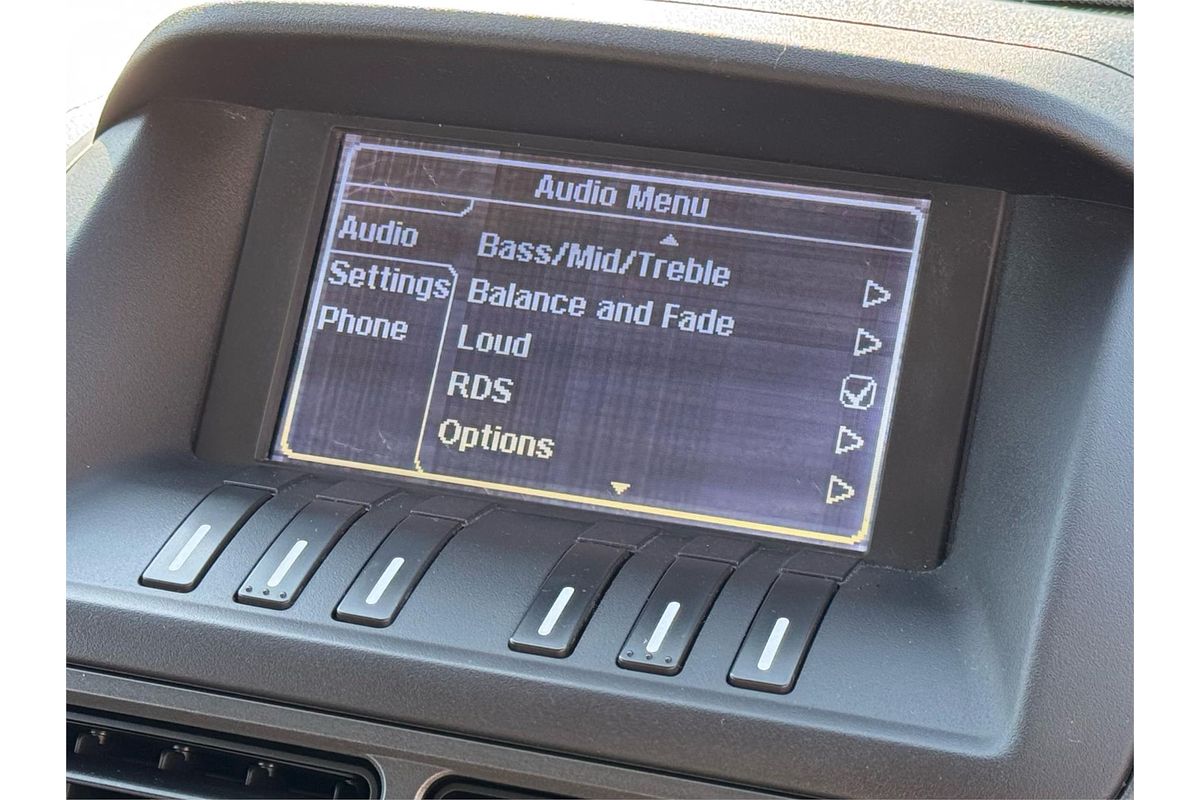 Audio Menu
Audio
Settings
Phone
Bass/Mid/Treble
Balance and Fade
Loud
RDS
Options